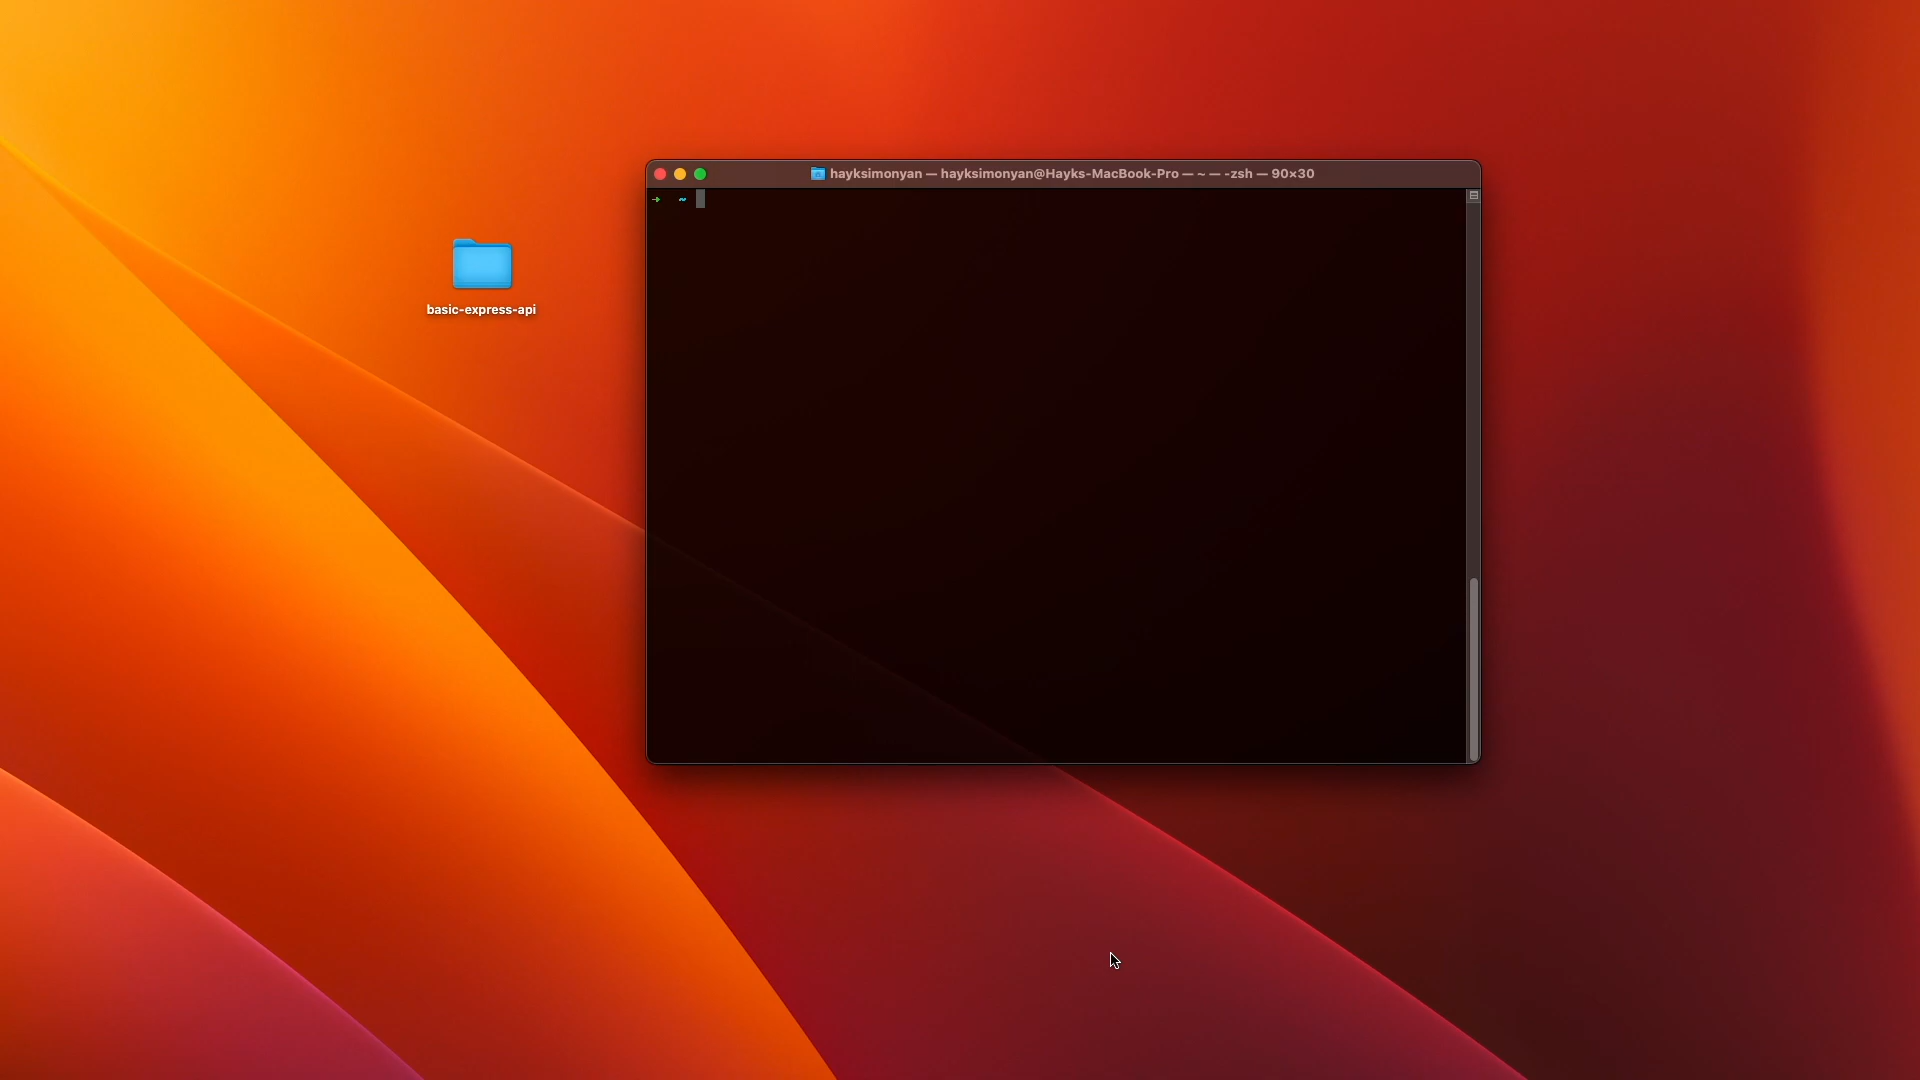 hayksimonyan — hayksimonyan@Hayks-MacBook-Pro — ~ — -zsh — 90×30
➜ ~
basic-express-api